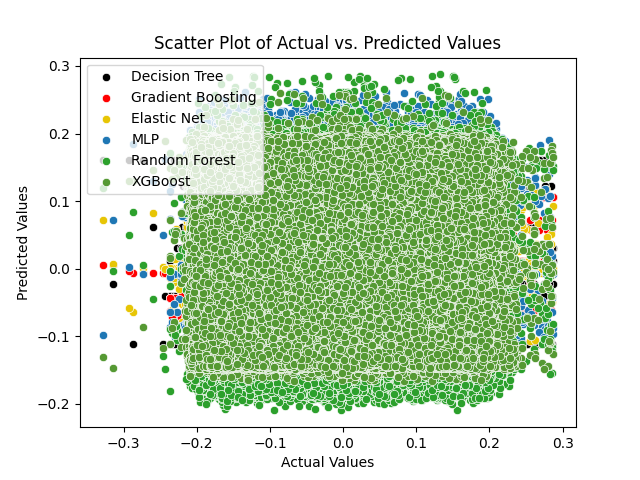 Scatter Plot of Actual vs. Predicted Values
Decision Tree
Gradient Boosting
Elastic Net
MLP
Random Forest
XGBoost
Predicted Values
0.3
0.2
0.1
0.0
−0.1
−0.2
−0.3
−0.2
−0.1
0.0
0.1
0.2
0.3
Actual Values